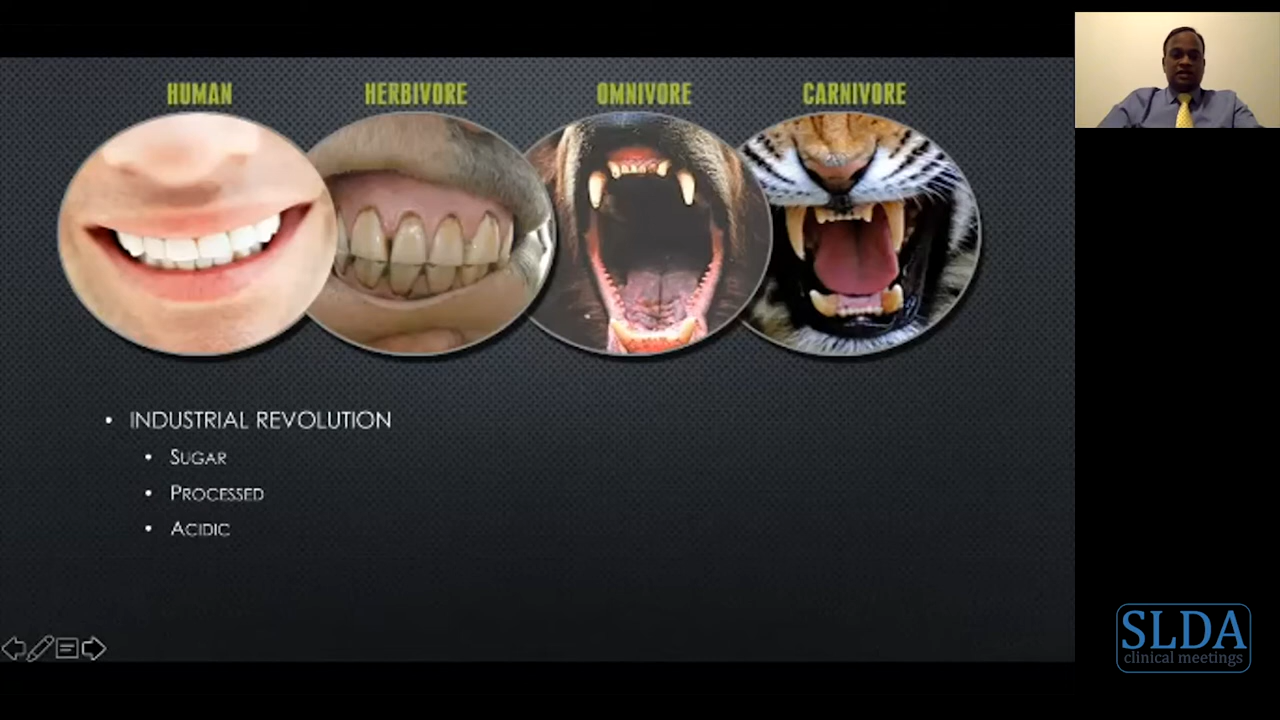 HUMAN HERBIVORE OMNIVORE CARNIVORE
• INDUSTRIAL REVOLUTION
• SUGAR
• PROCESSED
• ACIDIC
SLDA
clinical meetings